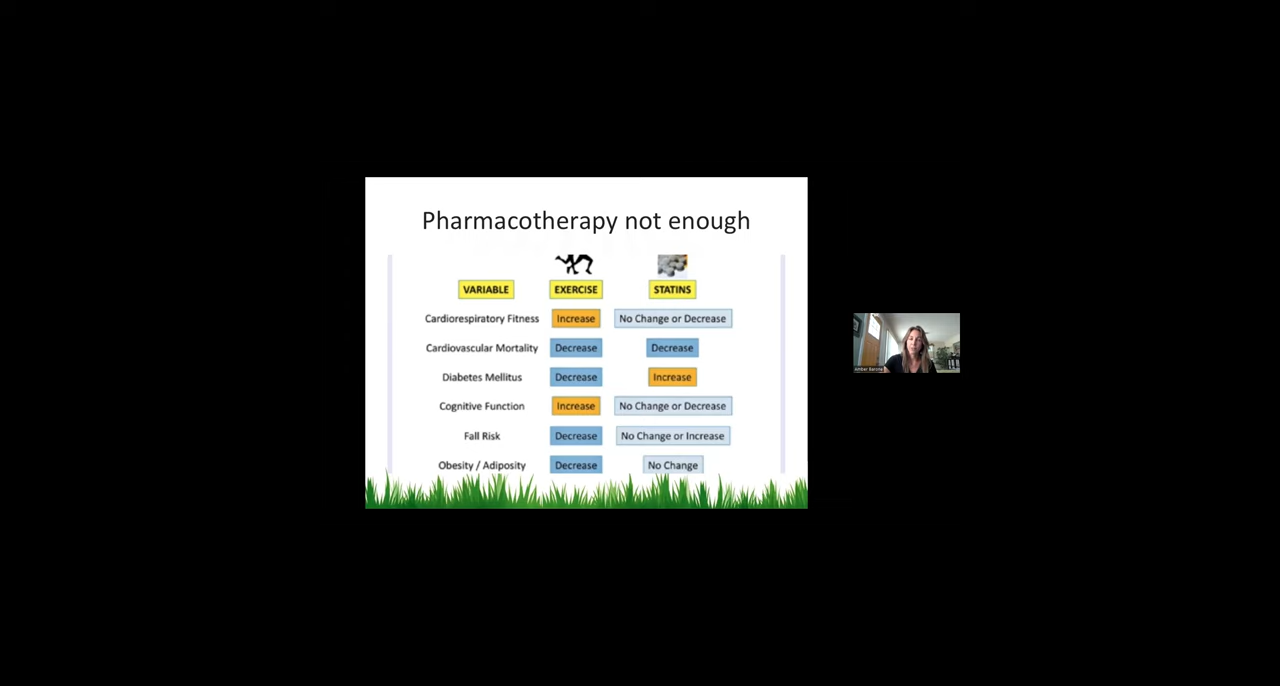 Pharmacotherapy not enough
VARIABLE EXERCISE STATINS
Cardiorespiratory Fitness Increase No Change or Decrease
Cardiovascular Mortality Decrease Decrease
Diabetes Mellitus Decrease Increase
Cognitive Function Increase No Change or Decrease
Fall Risk Decrease No Change or Increase
Obesity / Adiposity Decrease No Change
Amber Barone